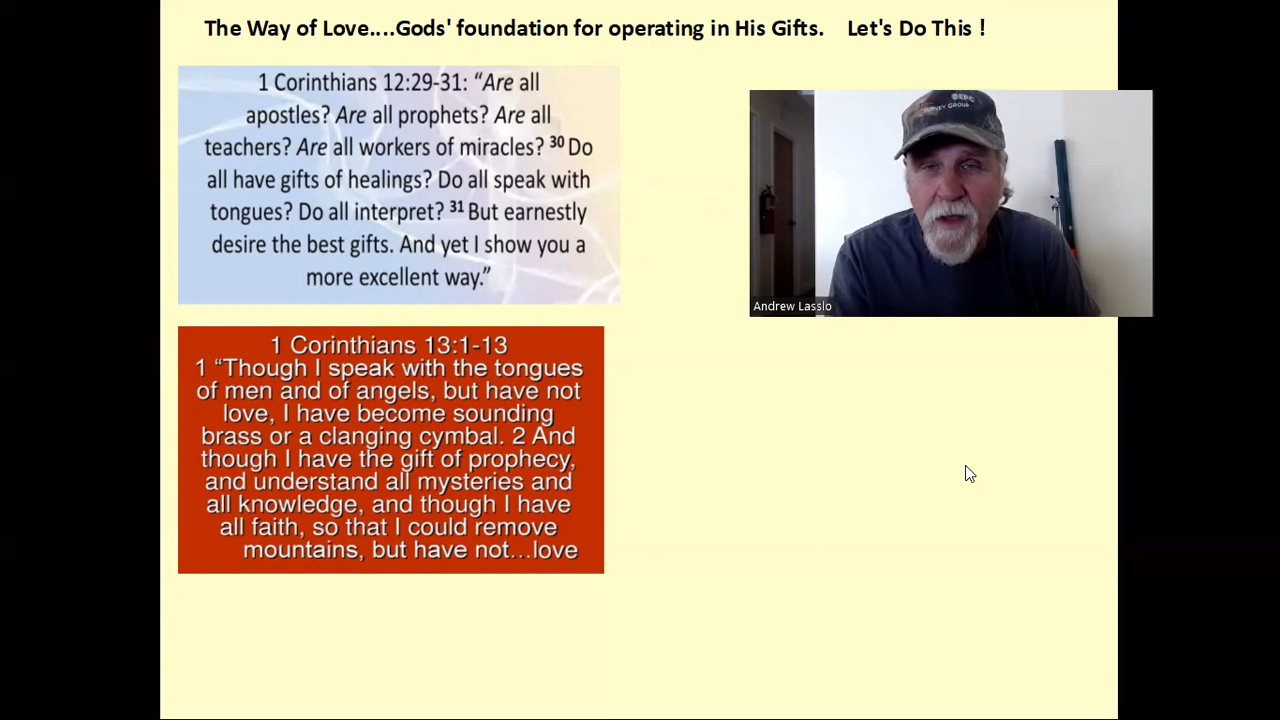 The Way of Love....Gods' foundation for operating in His Gifts. Let's Do This !
1 Corinthians 12:29-31: “Are all
apostles? Are all prophets? Are all
teachers? Are all workers of miracles? 30 Do
all have gifts of healings? Do all speak with
tongues? Do all interpret? 31 But earnestly
desire the best gifts. And yet I show you a
more excellent way.”
1 Corinthians 13:1-13
1 “Though I speak with the tongues
of men and of angels, but have not
love, I have become sounding
brass or a clanging cymbal. 2 And
though I have the gift of prophecy,
and understand all mysteries and
all knowledge, and though I have
all faith, so that I could remove
mountains, but have not...love
GROUP
Andrew Lasslo